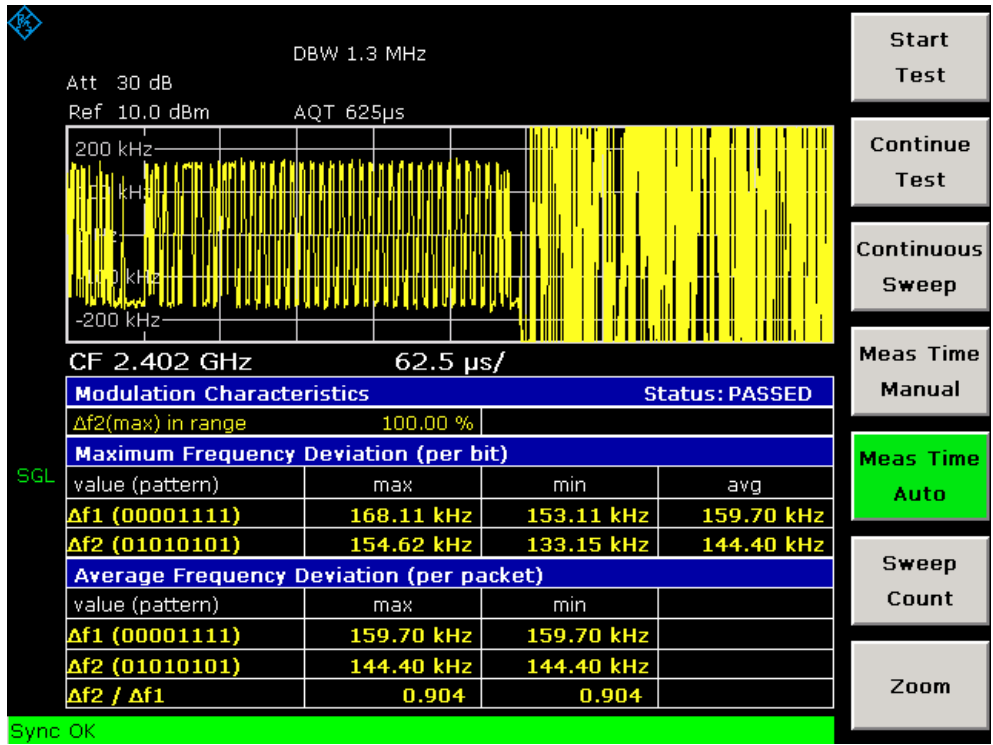 DBW 1.3 MHz
Att 30 dB
Ref 10.0 dBm AQT 625µs
200 kHz
-200 kHz
CF 2.402 GHz 62.5 µs/
Modulation Characteristics Status: PASSED
Δf2(max) in range 100.00 %
Maximum Frequency Deviation (per bit)
SGL
value (pattern) max min avg
Δf1 (00001111) 168.11 kHz 153.11 kHz 159.70 kHz
Δf2 (01010101) 154.62 kHz 133.15 kHz 144.40 kHz
Average Frequency Deviation (per packet)
value (pattern) max min
Δf1 (00001111) 159.70 kHz 159.70 kHz
Δf2 (01010101) 144.40 kHz 144.40 kHz
Δf2 / Δf1 0.904 0.904
Sync OK
Start
Test
Continue
Test
Continuous
Sweep
Meas Time
Manual
Meas Time
Auto
Sweep
Count
Zoom